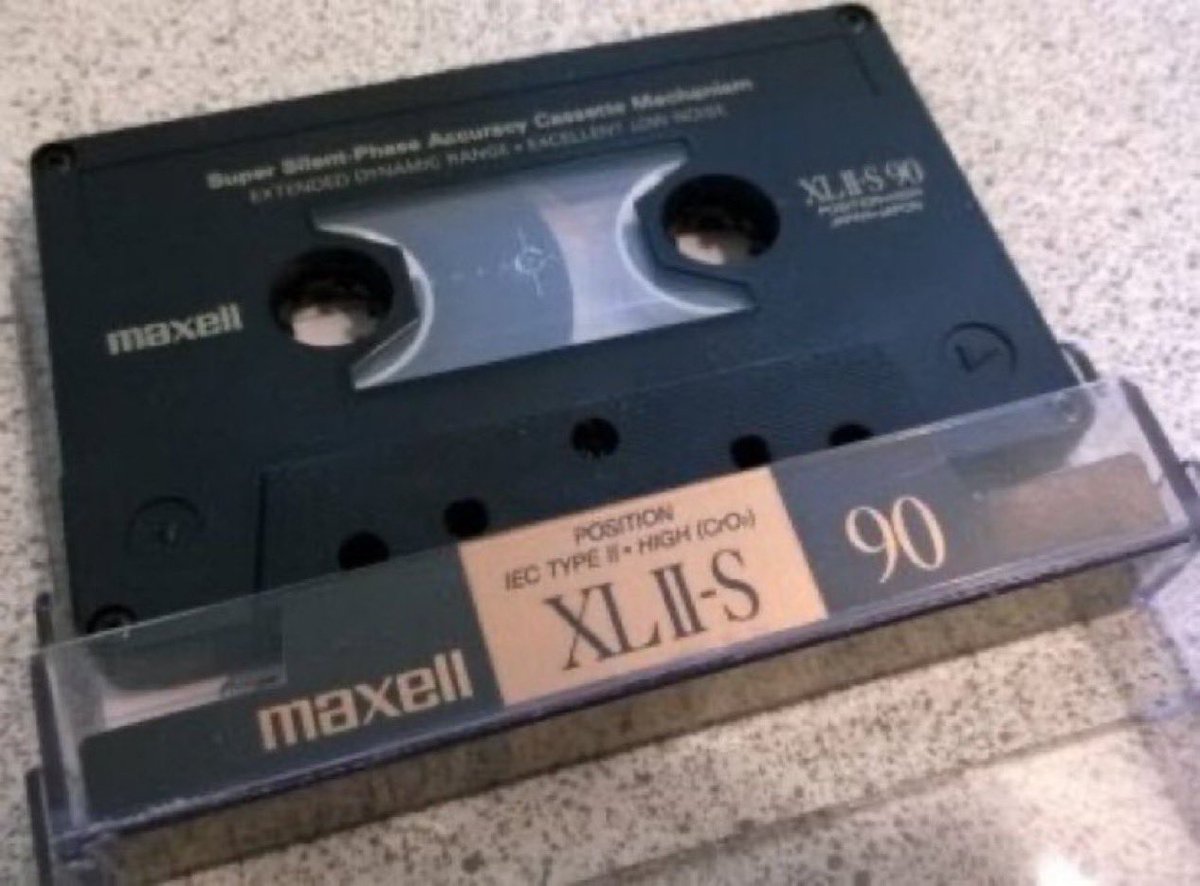 Super Silent-Phase Accuracy Cassette Mechanism
EXTENDED DYNAMIC RANGE • EXCELLENT LOW NOISE
XLII-S 90
maxell
POSITION
IEC TYPE II • HIGH (CrO₂)
XLII-S
90
maxell